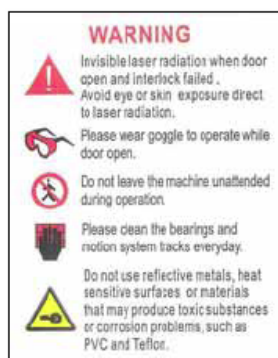 WARNING
Invisible laser radiation when door
open and interlock failed .
Avoid eye or skin exposure direct
to laser radiation.
Please wear goggle to operate while
door open.
Do not leave the machine unattended
during operation.
Please clean the bearings and
motion system tracks everyday.
Do not use reflective metals, heat
sensitive surfaces or materials
that may produce toxic substances
or corrosion problems, such as
PVC and Teflon.